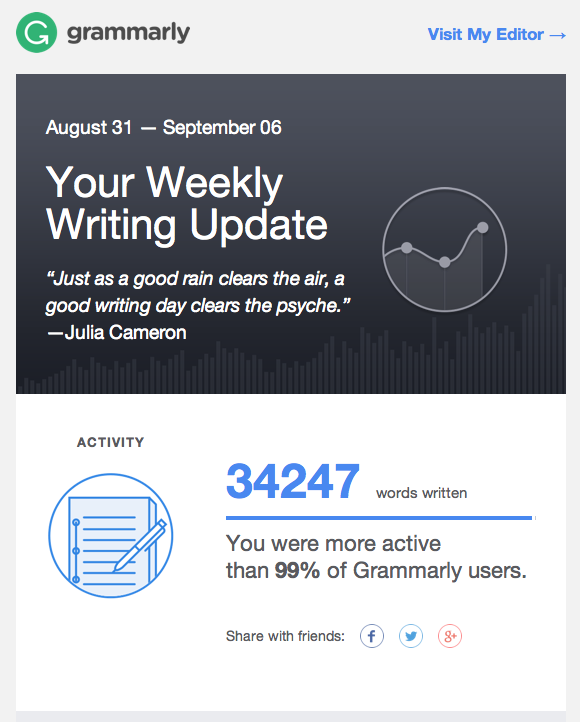 grammarly
Visit My Editor →
August 31 — September 06
Your Weekly
Writing Update
“Just as a good rain clears the air, a
good writing day clears the psyche.”
—Julia Cameron
ACTIVITY
34247 words written
You were more active
than 99% of Grammarly users.
Share with friends: f g+